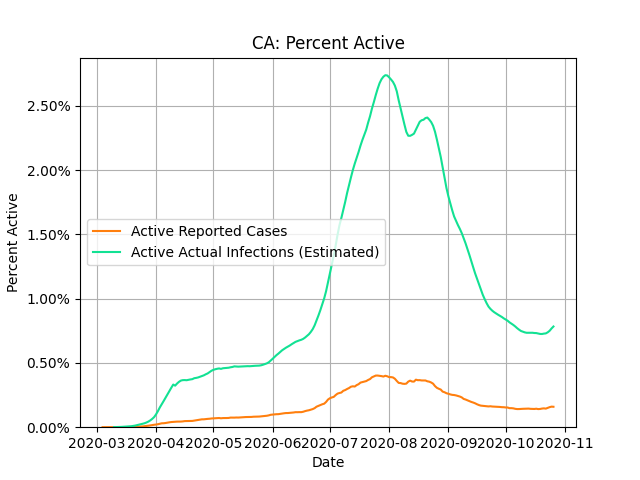 CA: Percent Active
Percent Active
2.50%
2.00%
1.50%
1.00%
0.50%
0.00%
Active Reported Cases
Active Actual Infections (Estimated)
2020-03 2020-04 2020-05 2020-06 2020-07 2020-08 2020-09 2020-10 2020-11
Date